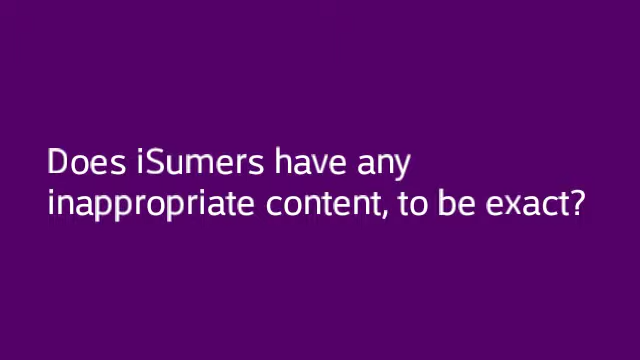 Does iSumers have any
inappropriate content, to be exact?